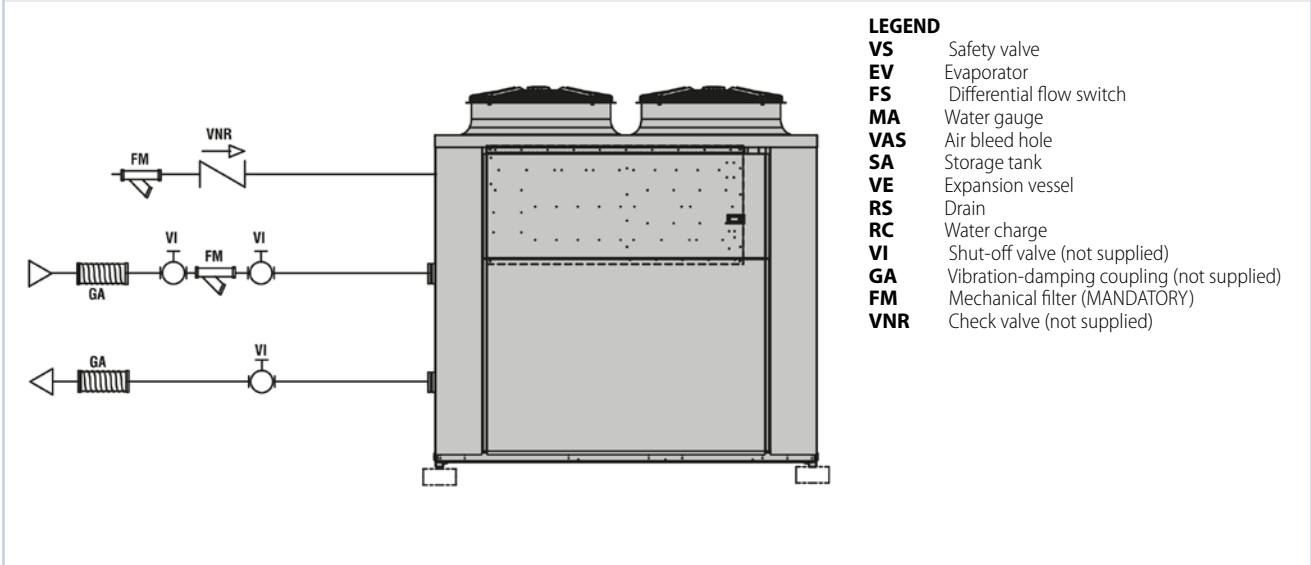 LEGEND
VS Safety valve
EV Evaporator
FS Differential flow switch
MA Water gauge
VAS Air bleed hole
SA Storage tank
VE Expansion vessel
RS Drain
RC Water charge
VI Shut-off valve (not supplied)
GA Vibration-damping coupling (not supplied)
FM Mechanical filter (MANDATORY)
VNR Check valve (not supplied)
VNR
FM
VI FM VI
GA
GA VI